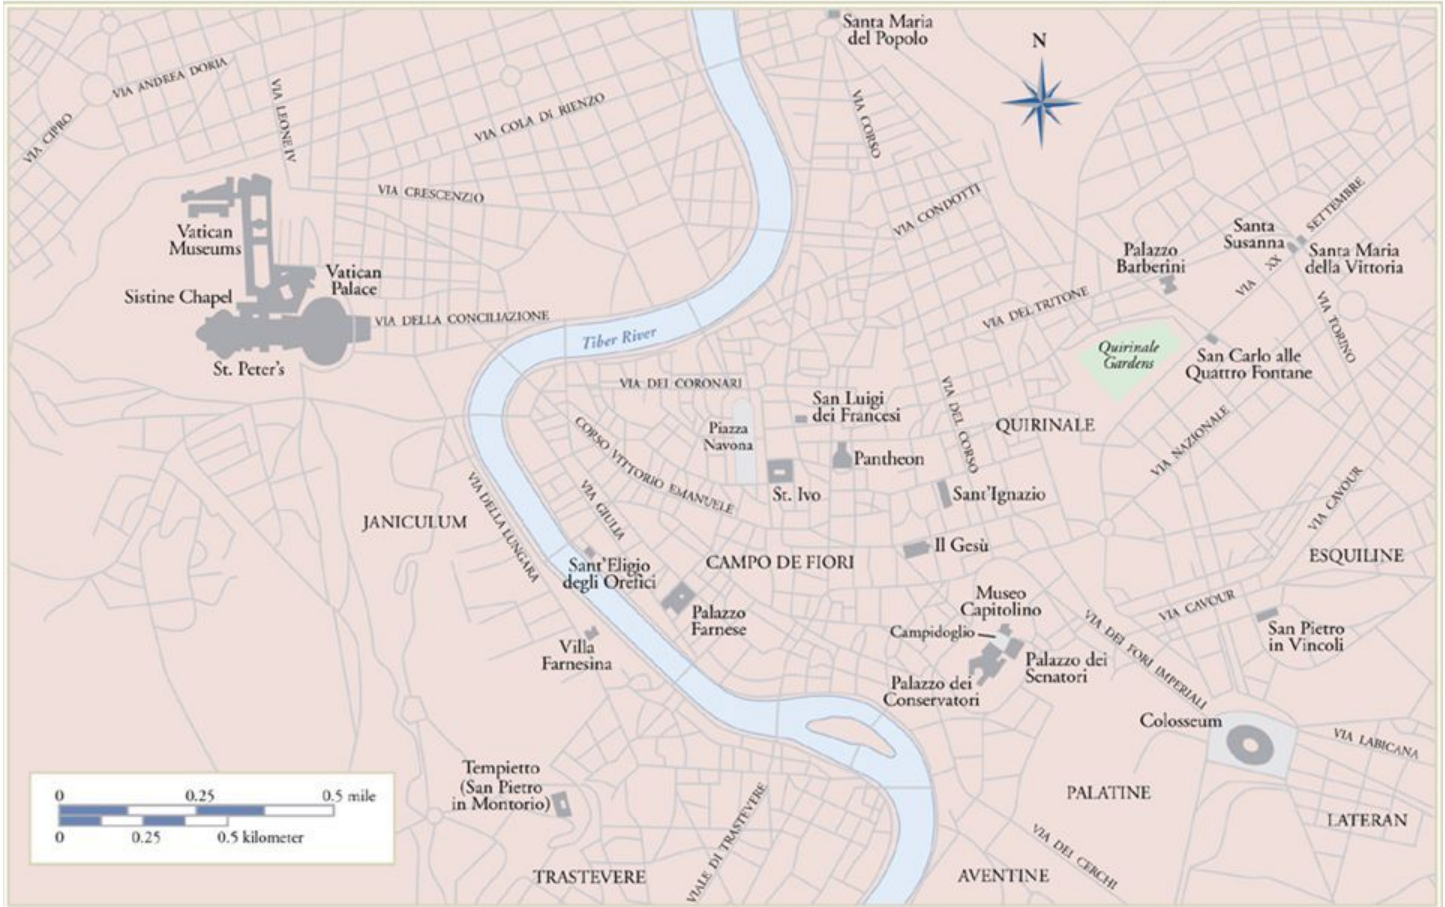 Santa Maria
del Popolo
N
VIA ANDREA DORIA
VIA LEONE IV
VIA CIPRO
VIA COLA DI RIENZO
VIA CORSO
VIA CRESCENZIO
VIA CONDOTTI
Vatican
Museums
Vatican
Palace
Sistine Chapel
St. Peter's
VIA DELLA CONCILIAZIONE
Tiber River
Santa
Susanna
VIA XX SETTEMBRE
Santa Maria
della Vittoria
Palazzo
Barberini
VIA DEL TRITONE
VIA TORINO
Quirinale
Gardens
San Carlo alle
Quattro Fontane
VIA DEI CORONARI
San Luigi
dei Francesi
Piazza
Navona
Pantheon
St. Ivo
VIA DEL CORSO
QUIRINALE
VIA NAZIONALE
Sant'Ignazio
VIA CAVOUR
CORSO VITTORIO EMANUELE
VIA GIULIA
VIA DELLA LUNGARA
JANICULUM
Sant'Eligio
degli Orefici
CAMPO DE FIORI
Il Gesù
ESQUILINE
Palazzo
Farnese
Villa
Farnesina
Museo
Capitolino
Campidoglio
Palazzo dei
Senatori
Palazzo dei
Conservatori
VIA CAVOUR
VIA DEI FORI IMPERIALI
San Pietro
in Vincoli
Colosseum
VIA LABICANA
Tempietto
(San Pietro
in Montorio)
PALATINE
LATERAN
VIA DEI CERCHI
AVENTINE
TRASTEVERE
VIALE DI TRASTEVERE
0 0.25 0.5 mile
0 0.25 0.5 kilometer